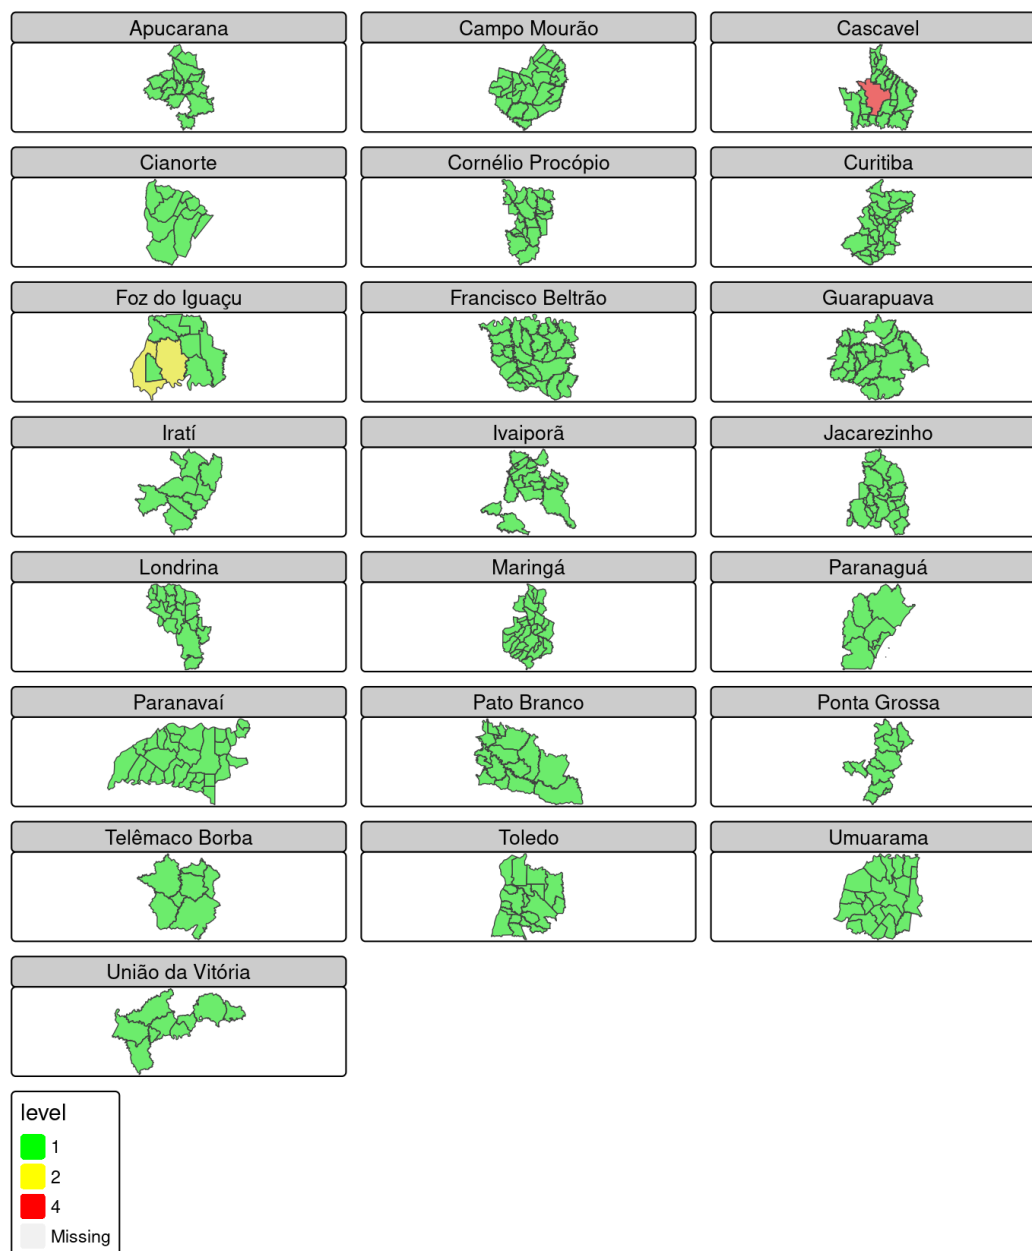 Apucarana
Campo Mourão
Cascavel
Cianorte
Cornélio Procópio
Curitiba
Foz do Iguaçu
Francisco Beltrão
Guarapuava
Iratí
Ivaiporã
Jacarezinho
Londrina
Maringá
Paranaguá
Paranavaí
Pato Branco
Ponta Grossa
Telêmaco Borba
Toledo
Umuarama
União da Vitória
level
1
2
4
Missing